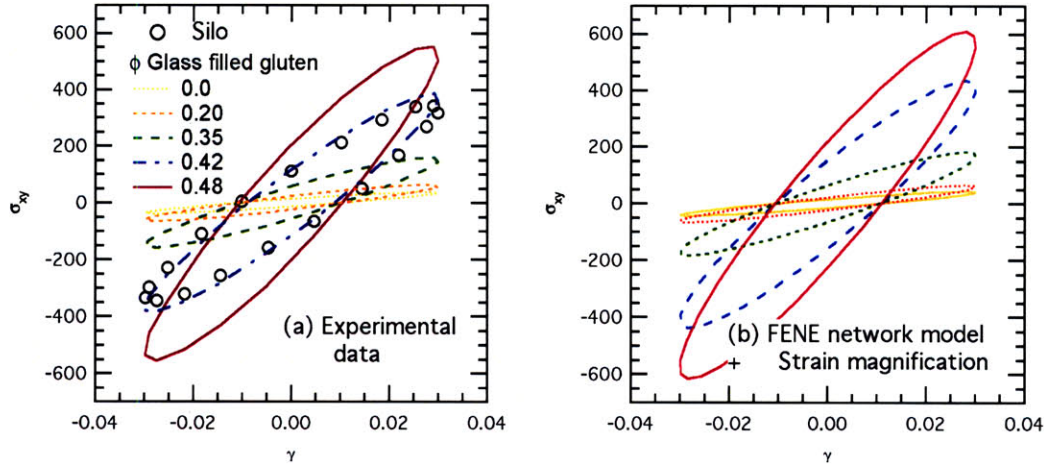 600
400
200
0
-200
-400
-600
σxy
Silo
ϕ Glass filled gluten
0.0
0.20
0.35
0.42
0.48
(a) Experimental
data
-0.04
-0.02
0.00
0.02
0.04
γ
600
400
200
0
-200
-400
-600
σxy
(b) FENE network model
+ Strain magnification
-0.04
-0.02
0.00
0.02
0.04
γ